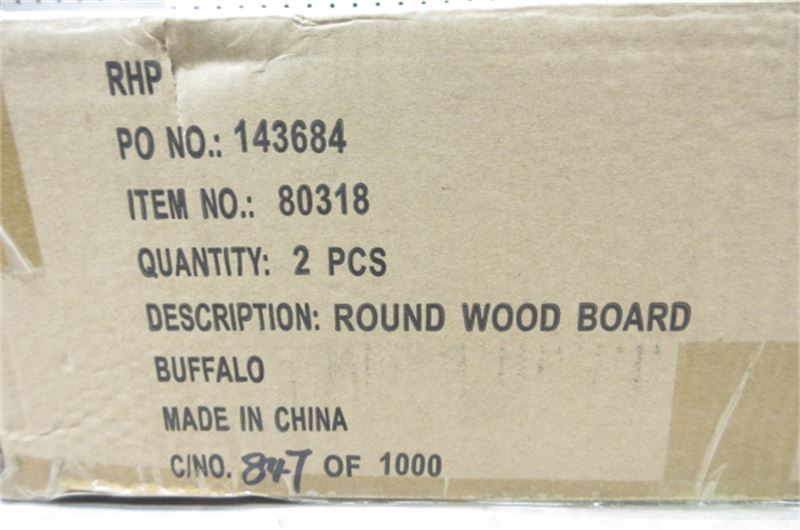 RHP
PO NO.: 143684
ITEM NO.: 80318
QUANTITY: 2 PCS
DESCRIPTION: ROUND WOOD BOARD
BUFFALO
MADE IN CHINA
C/NO. 847 OF 1000